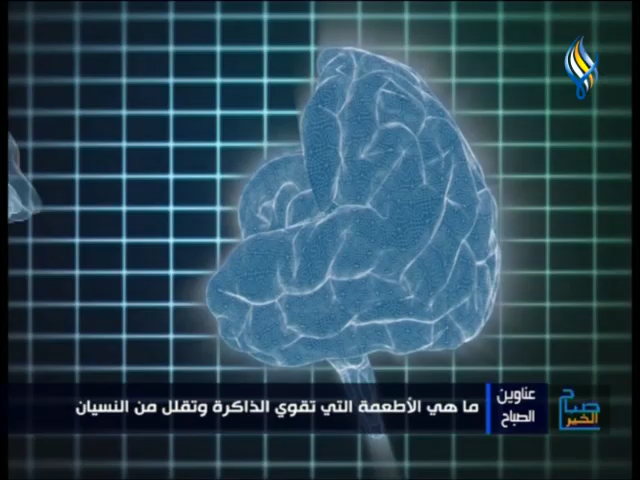 عناوين
الصباح
ما هي الأطعمة التي تقوي الذاكرة وتقلل من النسيان
صباح
الخير